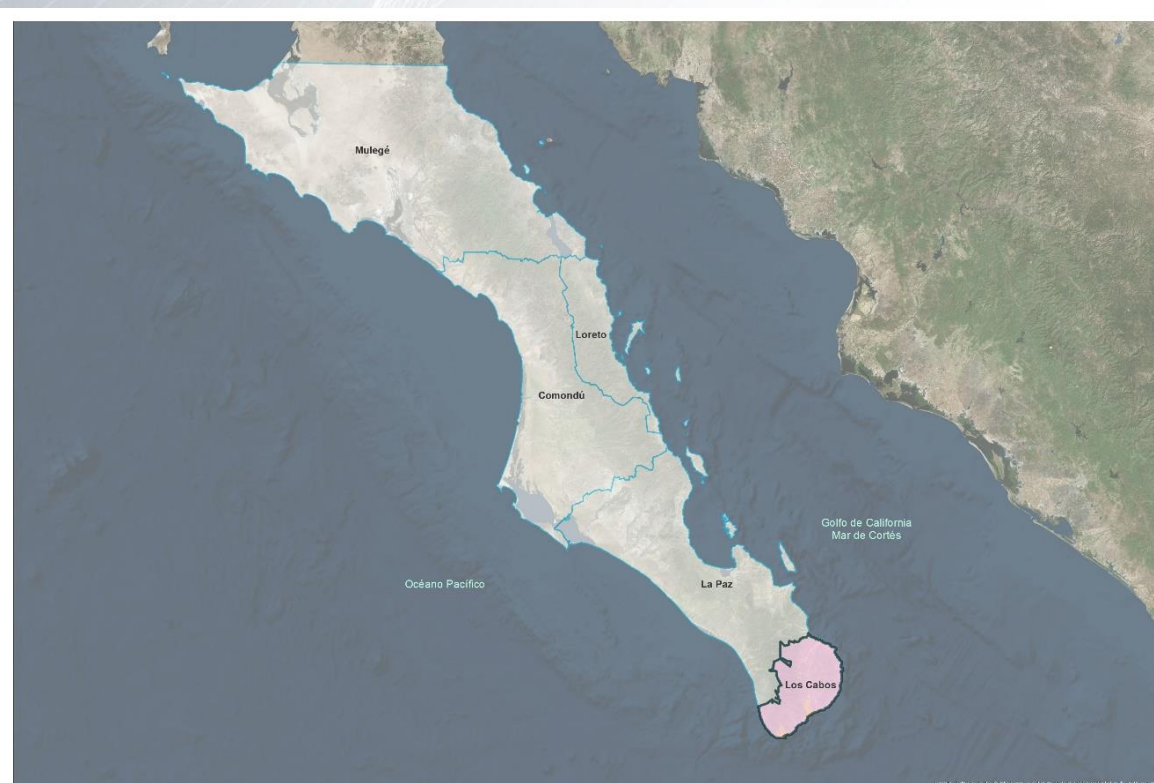 Mulegé
Loreto
Comondú
Golfo de California
Mar de Cortés
Océano Pacífico
La Paz
Los Cabos